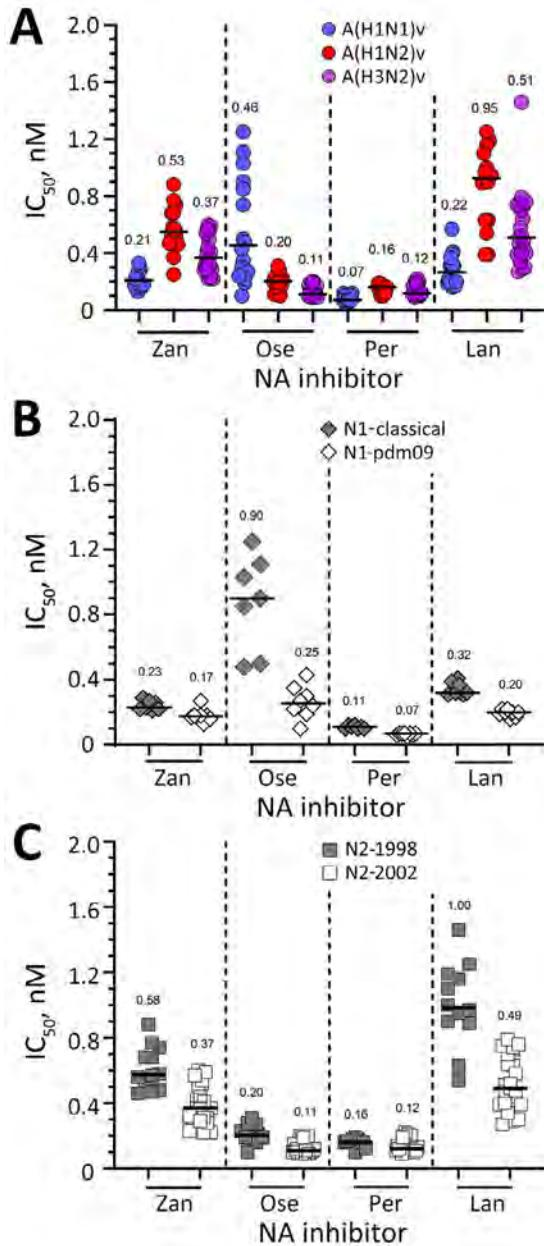 A
2.0
1.6
1.2
0.8
0.4
0
IC50, nM
A(H1N1)v
A(H1N2)v
A(H3N2)v
0.21
0.53
0.37
0.46
0.20
0.11
0.07
0.16
0.12
0.22
0.95
0.51
Zan
Ose
Per
Lan
NA inhibitor
B
2.0
1.6
1.2
0.8
0.4
0
IC50, nM
N1-classical
N1-pdm09
0.23
0.17
0.90
0.25
0.11
0.07
0.32
0.20
Zan
Ose
Per
Lan
NA inhibitor
C
2.0
1.6
1.2
0.8
0.4
0
IC50, nM
N2-1998
N2-2002
0.58
0.37
0.20
0.11
0.16
0.12
1.00
0.49
Zan
Ose
Per
Lan
NA inhibitor